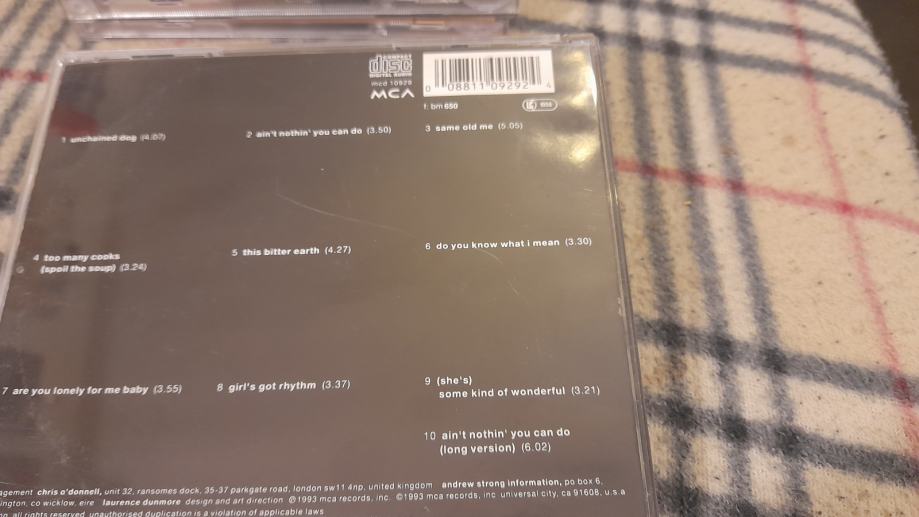 COMPACT
disc
DIGITAL AUDIO
mcd 10929
MCA
0 08811 09292 4
f: bm 650
1 unchained dog (4.07)
2 ain't nothin' you can do (3.50)
3 same old me (5.05)
4 too many cooks
(spoil the soup) (3.24)
5 this bitter earth (4.27)
6 do you know what i mean (3.30)
7 are you lonely for me baby (3.55)
8 girl's got rhythm (3.37)
9 (she's)
some kind of wonderful (3.21)
10 ain't nothin' you can do
(long version) (6.02)
agement chris o'donnell, unit 32, ransomes dock, 35-37 parkgate road, london sw11 4np, united kingdom andrew strong information, po box 6,
ington, co wicklow, eire laurence dunmore design and art direction ℗1993 mca records, inc. ©1993 mca records, inc universal city, ca 91608, u.s.a
ng. all rights reserved unauthorised duplication is a violation of applicable laws